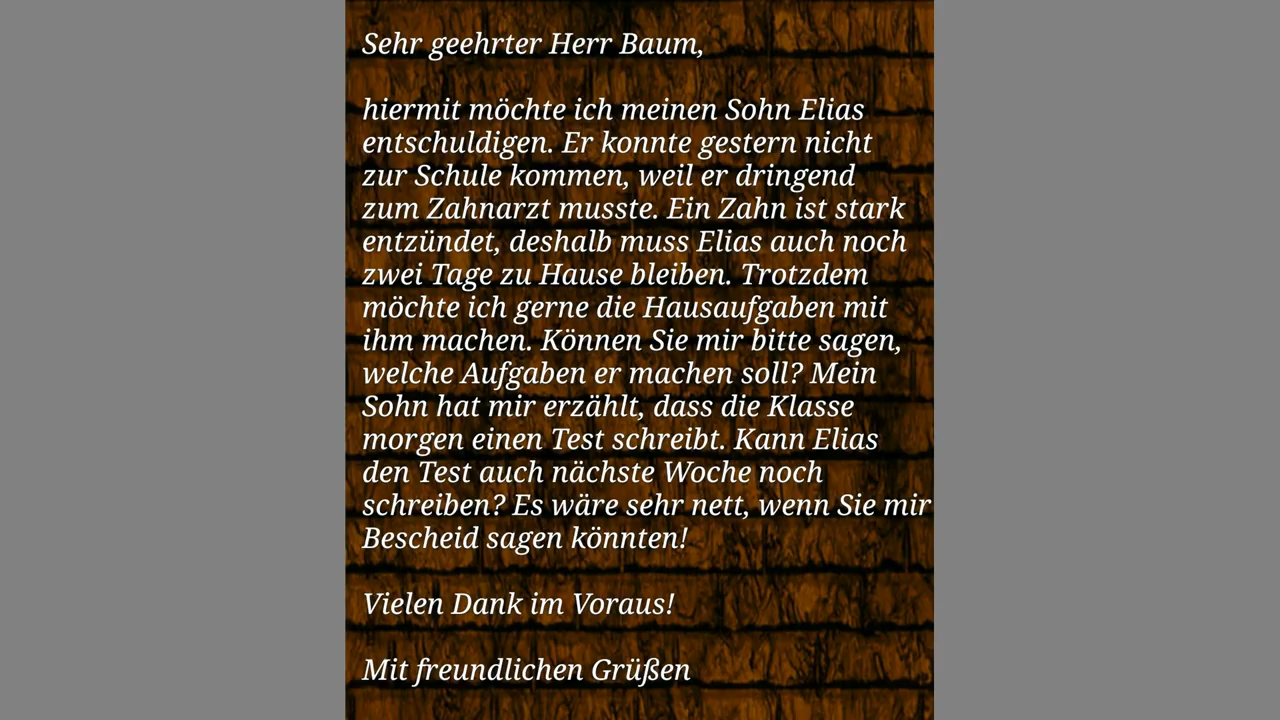 Sehr geehrter Herr Baum,
hiermit möchte ich meinen Sohn Elias
entschuldigen. Er konnte gestern nicht
zur Schule kommen, weil er dringend
zum Zahnarzt musste. Ein Zahn ist stark
entzündet, deshalb muss Elias auch noch
zwei Tage zu Hause bleiben. Trotzdem
möchte ich gerne die Hausaufgaben mit
ihm machen. Können Sie mir bitte sagen,
welche Aufgaben er machen soll? Mein
Sohn hat mir erzählt, dass die Klasse
morgen einen Test schreibt. Kann Elias
den Test auch nächste Woche noch
schreiben? Es wäre sehr nett, wenn Sie mir
Bescheid sagen könnten!
Vielen Dank im Voraus!
Mit freundlichen Grüßen